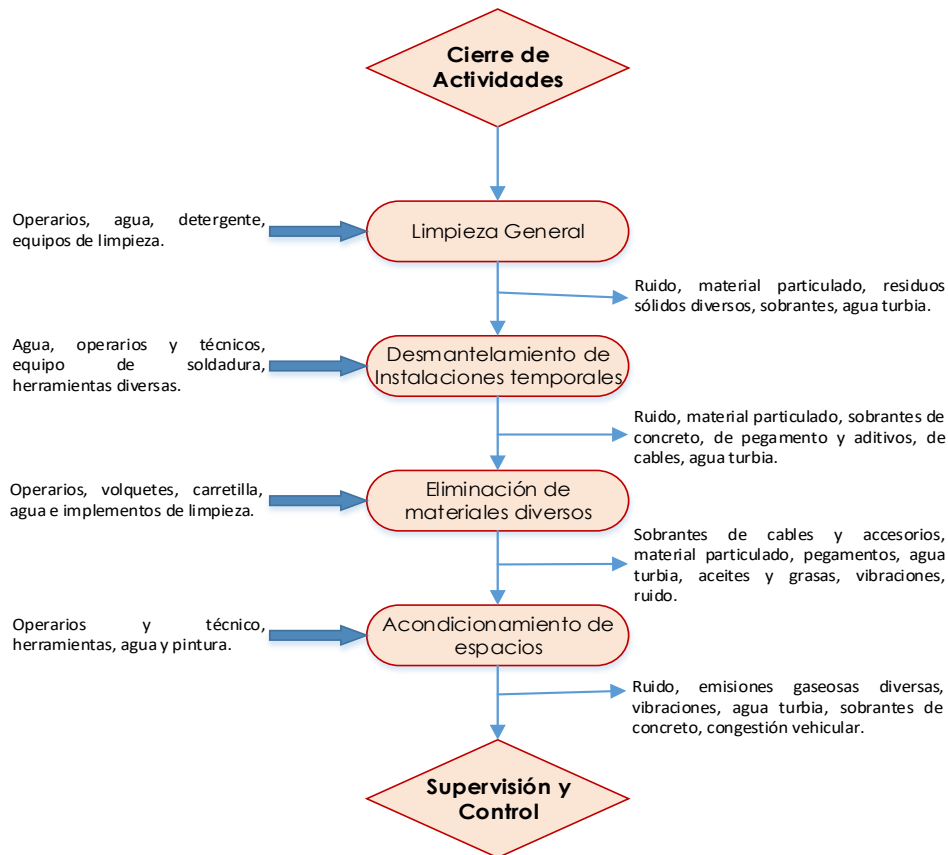 Cierre de
Actividades
Operarios, agua, detergente,
equipos de limpieza.
Limpieza General
Ruido, material particulado, residuos
sólidos diversos, sobrantes, agua turbia.
Agua, operarios y técnicos,
equipo de soldadura,
herramientas diversas.
Desmantelamiento de
Instalaciones temporales
Ruido, material particulado, sobrantes de
concreto, de pegamento y aditivos, de
cables, agua turbia.
Operarios, volquetes, carretilla,
agua e implementos de limpieza.
Eliminación de
materiales diversos
Sobrantes de cables y accesorios,
material particulado, pegamentos, agua
turbia, aceites y grasas, vibraciones,
ruido.
Operarios y técnico,
herramientas, agua y pintura.
Acondicionamiento de
espacios
Ruido, emisiones gaseosas diversas,
vibraciones, agua turbia, sobrantes de
concreto, congestión vehicular.
Supervisión y
Control